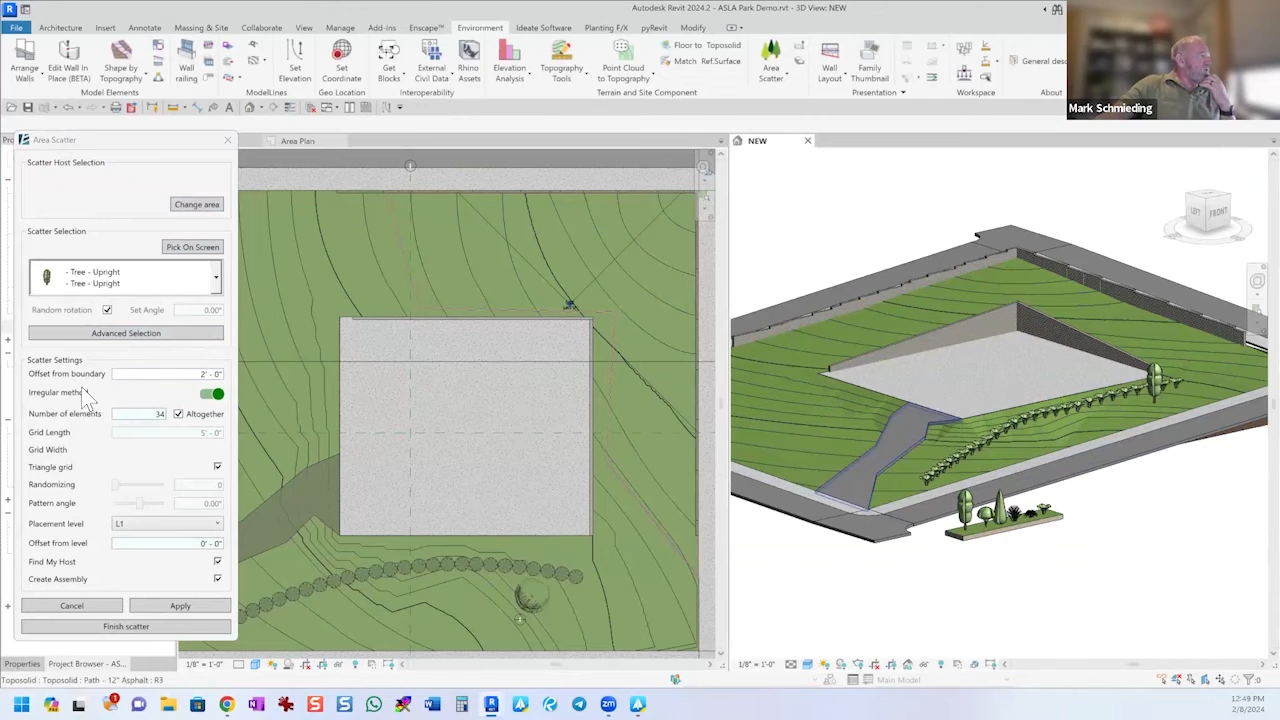 Autodesk Revit 2024.2 - ASLA Park Demo.rvt - 3D View: NEW
File Architecture Insert Annotate Massing & Site Collaborate View Manage Add-Ins Enscape™ Environment Ideate Software Planting F/X pyRevit Modify
Arrange Walls
Edit Wall In Place (BETA)
Shape by Topography
Wall railing
Set Elevation
Set Coordinate
Get Blocks
External Civil Data
Rhino Assets
Elevation Analysis
Topography Tools
Point Cloud to Topography
Floor to Toposolid
Match Ref.Surface
Area Scatter
Wall Layout
Family Thumbnail
General des
Model Elements ModelLines Geo Location Interoperability Terrain and Site Component Presentation Workspace About
Mark Schmieding
Area Scatter
Area Plan
NEW
Scatter Host Selection
Change area
Scatter Selection
Pick On Screen
- Tree - Upright
- Tree - Upright
Random rotation Set Angle 0.00°
Advanced Selection
Scatter Settings
Offset from boundary 2' - 0"
Irregular method
Number of elements 34 Altogether
Grid Length 5' - 0"
Grid Width
Triangle grid
Randomizing 0
Pattern angle 0.00°
Placement level L1
Offset from level 0' - 0"
Find My Host
Create Assembly
Cancel Apply
Finish scatter
LEFT FRONT
Properties Project Browser - AS...
1/8" = 1'-0"
1/8" = 1'-0"
Toposolid : Toposolid : Path - 12" Asphalt : R3
Main Model
:0
12:49 PM
2/8/2024